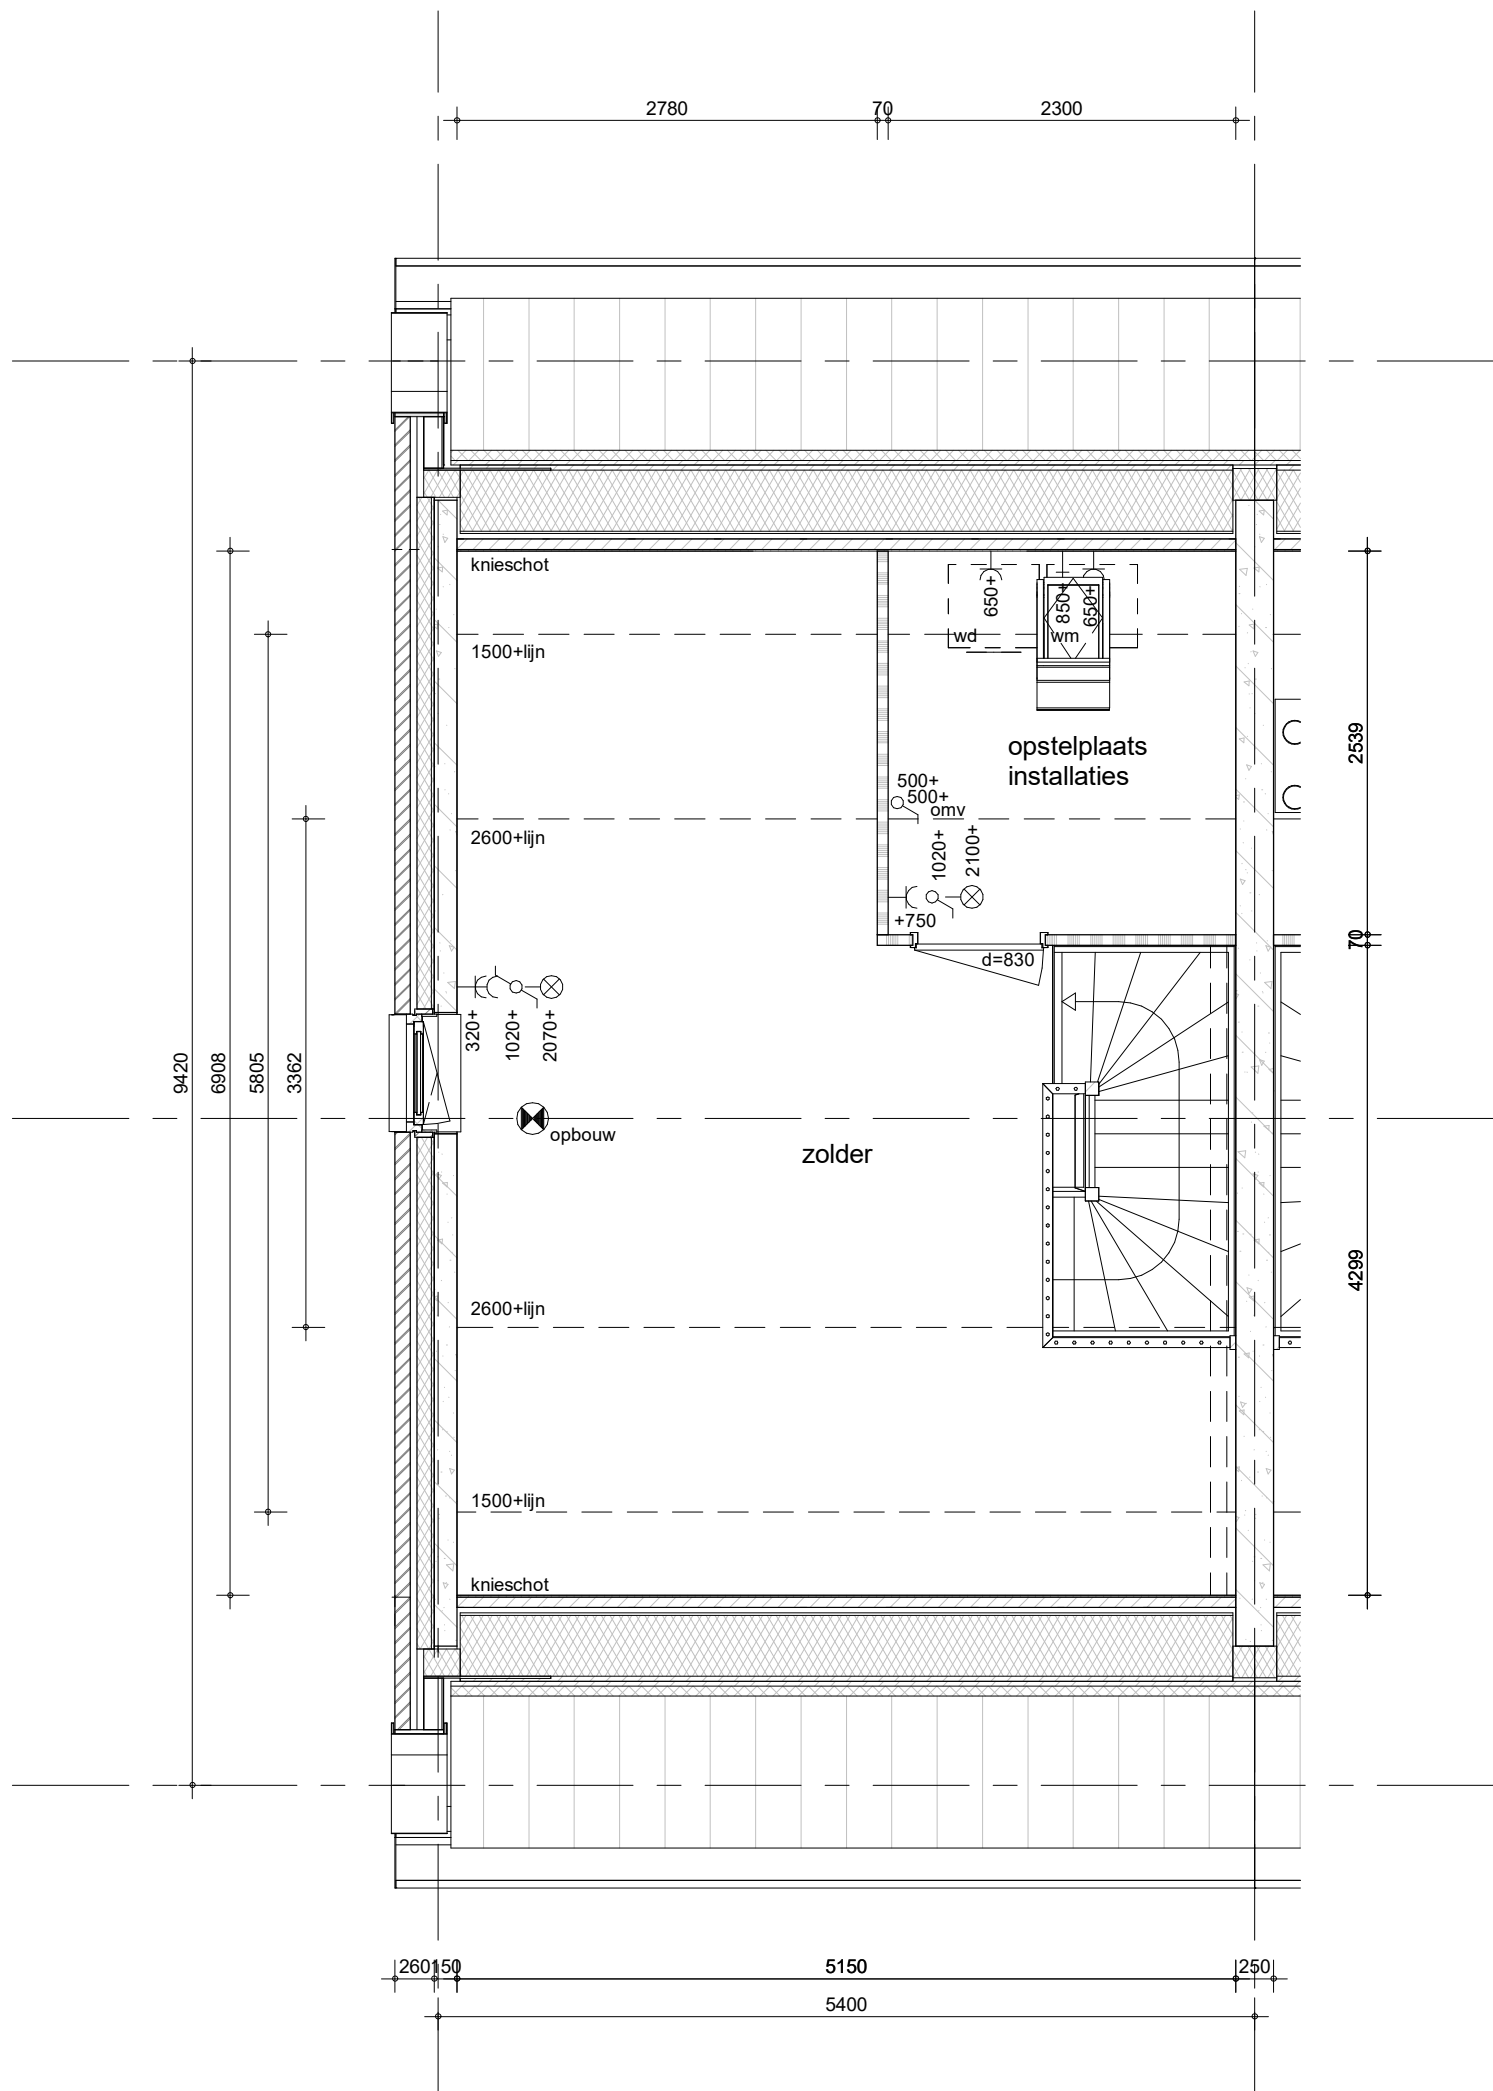 2780
70
2300
knieschot
650+
850+
650+
wd
wm
1500+lijn
opstelplaats
installaties
2539
500+
500+
omv
2600+lijn
1020+
2100+
+750
70
d=830
320+
1020+
2070+
9420
6908
5805
3362
opbouw
zolder
4299
2600+lijn
1500+lijn
knieschot
260
150
5150
250
5400